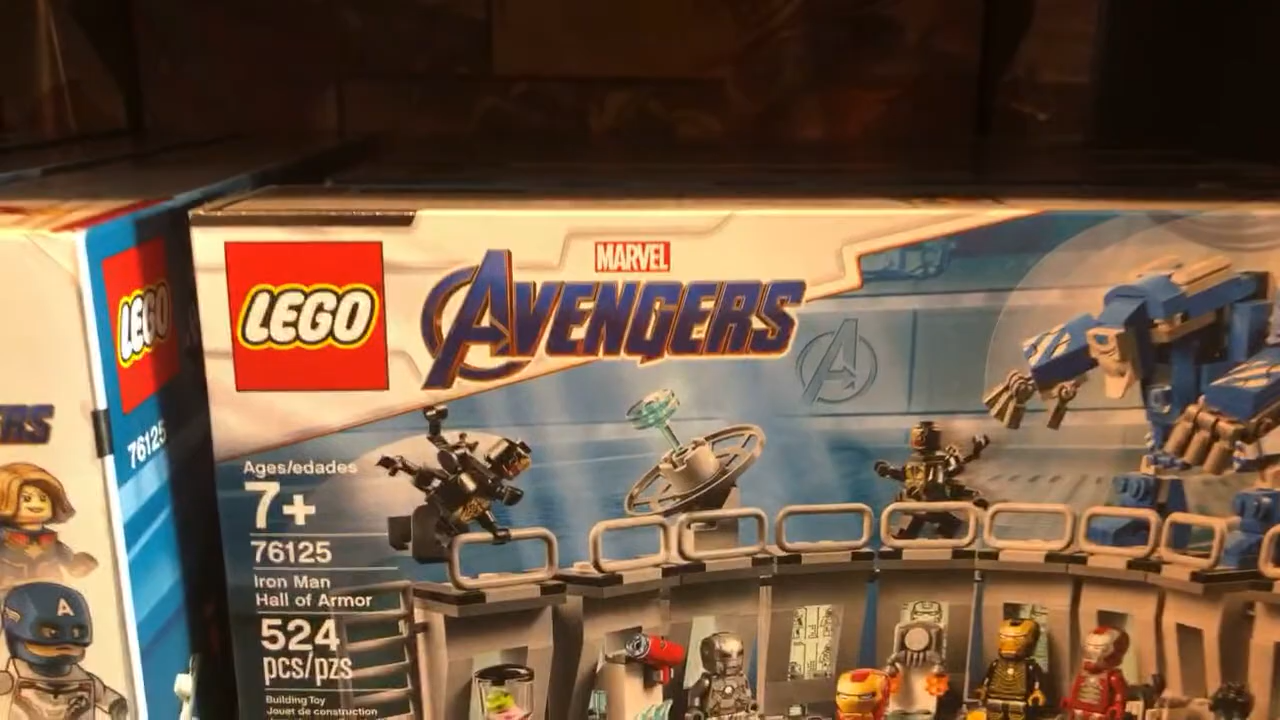 LEGO
76125
ERS
A
LEGO
MARVEL
AVENGERS
A
Ages/edades
7+
76125
Iron Man
Hall of Armor
524
pcs/pzs
Building Toy
Jouet de construction